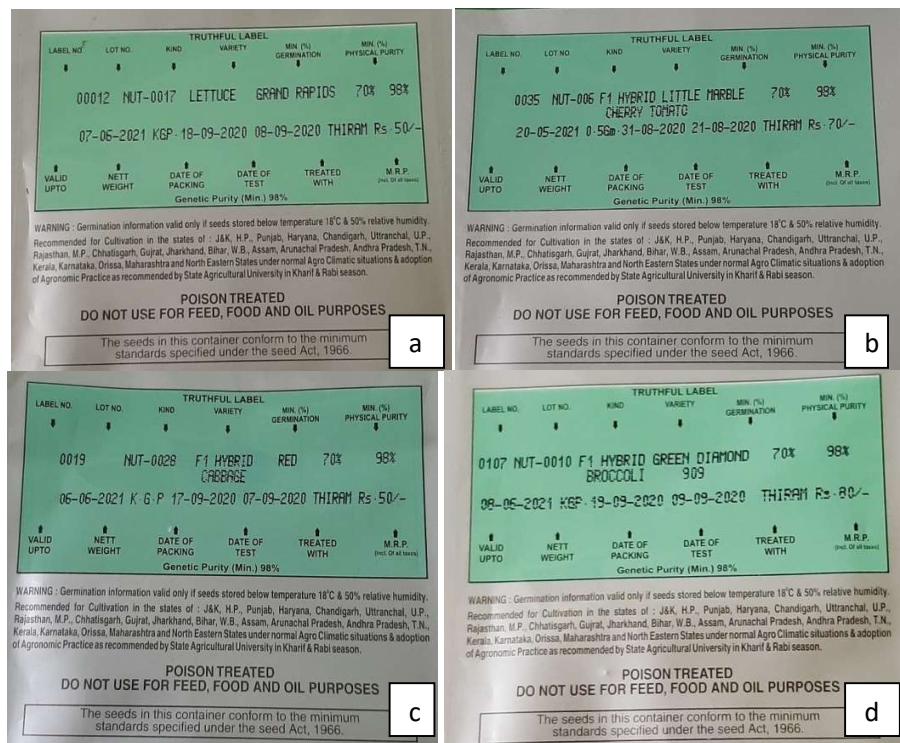 TRUTHFUL LABEL
LABEL NO. LOT NO. KIND VARIETY MIN. (%) GERMINATION MIN. (%) PHYSICAL PURITY
00012 NUT-0017 LETTUCE GRAND RAPIDS 70% 98%
07-06-2021 KGP 18-09-2020 08-09-2020 THIRAM Rs 50/-
VALID UPTO NETT WEIGHT DATE OF PACKING DATE OF TEST TREATED WITH M.R.P. (Incl. Of all taxes)
Genetic Purity (Min.) 98%
WARNING : Germination information valid only if seeds stored below temperature 18°C & 50% relative humidity.
Recommended for Cultivation in the states of : J&K, H.P., Punjab, Haryana, Chandigarh, Uttranchal, U.P.,
Rajasthan, M.P., Chhatisgarh, Gujrat, Jharkhand, Bihar, W.B., Assam, Arunachal Pradesh, Andhra Pradesh, T.N.,
Kerala, Karnataka, Orissa, Maharashtra and North Eastern States under normal Agro Climatic situations & adoption
of Agronomic Practice as recommended by State Agricultural University in Kharif & Rabi season.
POISON TREATED
DO NOT USE FOR FEED, FOOD AND OIL PURPOSES
The seeds in this container conform to the minimum
standards specified under the seed Act, 1966.
a
TRUTHFUL LABEL
LABEL NO. LOT NO. KIND VARIETY MIN. (%) GERMINATION MIN. (%) PHYSICAL PURITY
0035 NUT-006 F1 HYBRID LITTLE MARBLE 70% 98%
CHERRY TOMATO
20-05-2021 0.5Gm 31-08-2020 21-08-2020 THIRAM Rs 70/-
VALID UPTO NETT WEIGHT DATE OF PACKING DATE OF TEST TREATED WITH M.R.P. (Incl. Of all taxes)
Genetic Purity (Min.) 98%
WARNING : Germination information valid only if seeds stored below temperature 18°C & 50% relative humidity.
Recommended for Cultivation in the states of : J&K, H.P., Punjab, Haryana, Chandigarh, Uttranchal, U.P.,
Rajasthan, M.P., Chhatisgarh, Gujrat, Jharkhand, Bihar, W.B., Assam, Arunachal Pradesh, Andhra Pradesh, T.N.,
Kerala, Karnataka, Orissa, Maharashtra and North Eastern States under normal Agro Climatic situations & adoption
of Agronomic Practice as recommended by State Agricultural University in Kharif & Rabi season.
POISON TREATED
DO NOT USE FOR FEED, FOOD AND OIL PURPOSES
The seeds in this container conform to the minimum
standards specified under the seed Act, 1966.
b
TRUTHFUL LABEL
LABEL NO. LOT NO. KIND VARIETY MIN. (%) GERMINATION MIN. (%) PHYSICAL PURITY
0019 NUT-0028 F1 HYBRID RED 70% 98%
CABBAGE
06-06-2021 K G P 17-09-2020 07-09-2020 THIRAM Rs 50/-
VALID UPTO NETT WEIGHT DATE OF PACKING DATE OF TEST TREATED WITH M.R.P. (Incl. Of all taxes)
Genetic Purity (Min.) 98%
WARNING : Germination information valid only if seeds stored below temperature 18°C & 50% relative humidity.
Recommended for Cultivation in the states of : J&K, H.P., Punjab, Haryana, Chandigarh, Uttranchal, U.P.,
Rajasthan, M.P., Chhatisgarh, Gujrat, Jharkhand, Bihar, W.B., Assam, Arunachal Pradesh, Andhra Pradesh, T.N.,
Kerala, Karnataka, Orissa, Maharashtra and North Eastern States under normal Agro Climatic situations & adoption
of Agronomic Practice as recommended by State Agricultural University in Kharif & Rabi season.
POISON TREATED
DO NOT USE FOR FEED, FOOD AND OIL PURPOSES
The seeds in this container conform to the minimum
standards specified under the seed Act, 1966.
c
TRUTHFUL LABEL
LABEL NO. LOT NO. KIND VARIETY MIN. (%) GERMINATION MIN. (%) PHYSICAL PURITY
0107 NUT-0010 F1 HYBRID GREEN DIAMOND 70% 98%
BROCCOLI 909
08-06-2021 KGP 19-09-2020 09-09-2020 THIRAM Rs 80/-
VALID UPTO NETT WEIGHT DATE OF PACKING DATE OF TEST TREATED WITH M.R.P. (Incl. Of all taxes)
Genetic Purity (Min.) 98%
WARNING : Germination information valid only if seeds stored below temperature 18°C & 50% relative humidity.
Recommended for Cultivation in the states of : J&K, H.P., Punjab, Haryana, Chandigarh, Uttranchal, U.P.,
Rajasthan, M.P., Chhatisgarh, Gujrat, Jharkhand, Bihar, W.B., Assam, Arunachal Pradesh, Andhra Pradesh, T.N.,
Kerala, Karnataka, Orissa, Maharashtra and North Eastern States under normal Agro Climatic situations & adoption
of Agronomic Practice as recommended by State Agricultural University in Kharif & Rabi season.
POISON TREATED
DO NOT USE FOR FEED, FOOD AND OIL PURPOSES
The seeds in this container conform to the minimum
standards specified under the seed Act, 1966.
d